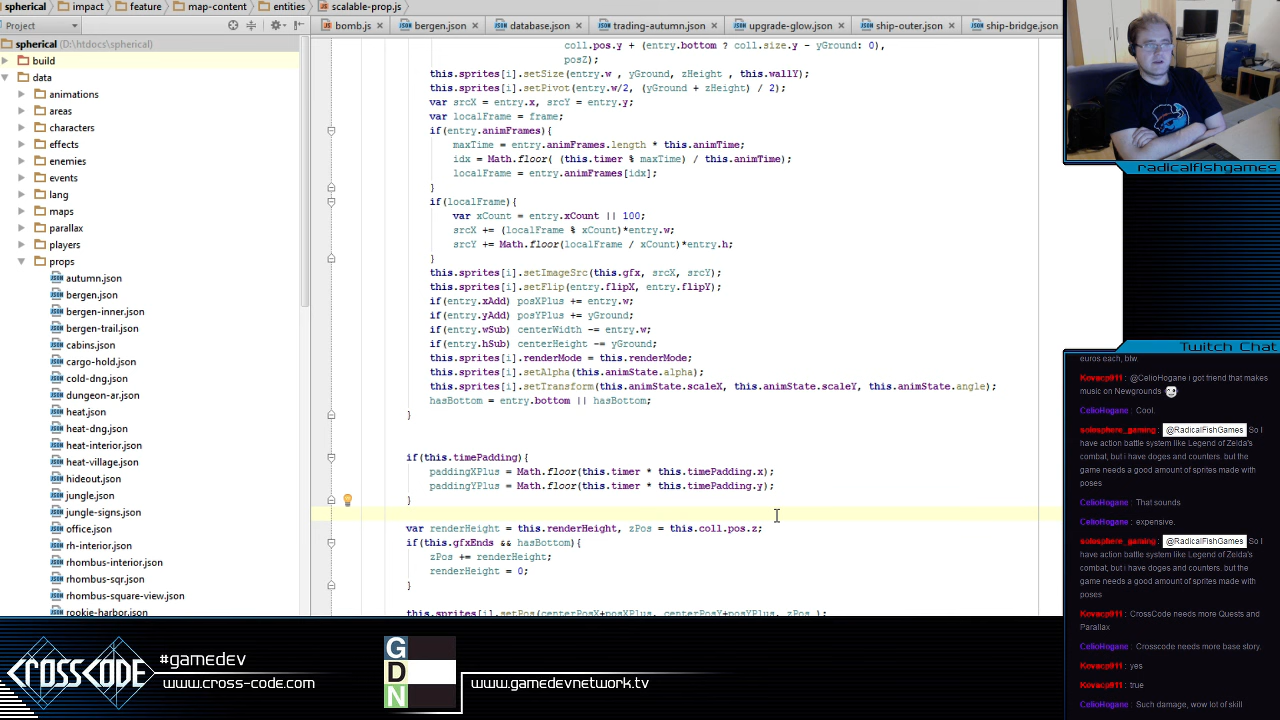 spherical
impact
feature
map-content
entities
scalable-prop.js
Project
bomb.js
bergen.json
database.json
trading-autumn.json
upgrade-glow.json
ship-outer.json
ship-bridge.json
spherical (D:\htdocs\spherical)
build
data
animations
areas
characters
effects
enemies
events
lang
maps
parallax
players
props
autumn.json
bergen.json
bergen-inner.json
bergen-trail.json
cabins.json
cargo-hold.json
cold-dng.json
dungeon-ar.json
heat.json
heat-dng.json
heat-interior.json
heat-village.json
hideout.json
jungle.json
jungle-signs.json
office.json
rh-interior.json
rhombus-interior.json
rhombus-sqr.json
rhombus-square-view.json
rookie-harbor.json
coll.pos.y + (entry.bottom ? coll.size.y - yGround: 0),
posZ);
this.sprites[i].setSize(entry.w , yGround, zHeight , this.wallY);
this.sprites[i].setPivot(entry.w/2, (yGround + zHeight) / 2);
var srcX = entry.x, srcY = entry.y;
var localFrame = frame;
if(entry.animFrames){
maxTime = entry.animFrames.length * this.animTime;
idx = Math.floor( (this.timer % maxTime) / this.animTime);
localFrame = entry.animFrames[idx];
}
if(localFrame){
var xCount = entry.xCount || 100;
srcX += (localFrame % xCount)*entry.w;
srcY += Math.floor(localFrame / xCount)*entry.h;
}
this.sprites[i].setImageSrc(this.gfx, srcX, srcY);
this.sprites[i].setFlip(entry.flipX, entry.flipY);
if(entry.xAdd) posXPlus += entry.w;
if(entry.yAdd) posYPlus += yGround;
if(entry.wSub) centerWidth -= entry.w;
if(entry.hSub) centerHeight -= yGround;
this.sprites[i].renderMode = this.renderMode;
this.sprites[i].setAlpha(this.animState.alpha);
this.sprites[i].setTransform(this.animState.scaleX, this.animState.scaleY, this.animState.angle);
hasBottom = entry.bottom || hasBottom;
}
if(this.timePadding){
paddingXPlus = Math.floor(this.timer * this.timePadding.x);
paddingYPlus = Math.floor(this.timer * this.timePadding.y);
}
var renderHeight = this.renderHeight, zPos = this.coll.pos.z;
if(this.gfxEnds && hasBottom){
zPos += renderHeight;
renderHeight = 0;
}
this.sprites[i].setPos(centerPosX+posXPlus, centerPosY+posYPlus, zPos );
radicalfishgames
Twitch Chat
euros each, btw.
Kovacp911: @CelioHogane i got friend that makes
music on Newgrounds
CelioHogane: Cool.
solosphere_gaming: @RadicalFishGames So I
have action battle system like Legend of Zelda's
combat, but i have doges and counters. but the
game needs a good amount of sprites made with
poses
CelioHogane: That sounds
CelioHogane: expensive.
solosphere_gaming: @RadicalFishGames So I
have action battle system like Legend of Zelda's
combat, but i have doges and counters. but the
game needs a good amount of sprites made with
poses
Kovacp911: CrossCode needs more Quests and
Parallax
CelioHogane: Crosscode needs more base story.
Kovacp911: yes
Kovacp911: true
CelioHogane: Such damage, wow lot of skill
CROSSCODE
#gamedev
www.cross-code.com
G
D
N
www.gamedevnetwork.tv